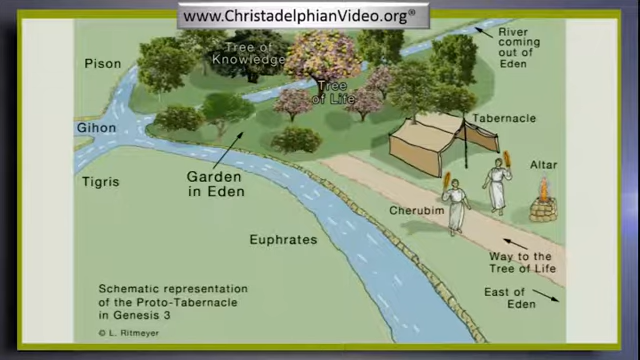 www.ChristadelphianVideo.org®
River
coming
out of
Eden
Tree of
Knowledge
Pison
Tree
of Life
Tabernacle
Gihon
Altar
Garden
in Eden
Tigris
Cherubim
Euphrates
Way to the
Tree of Life
East of
Eden
Schematic representation
of the Proto-Tabernacle
in Genesis 3
© L. Ritmeyer